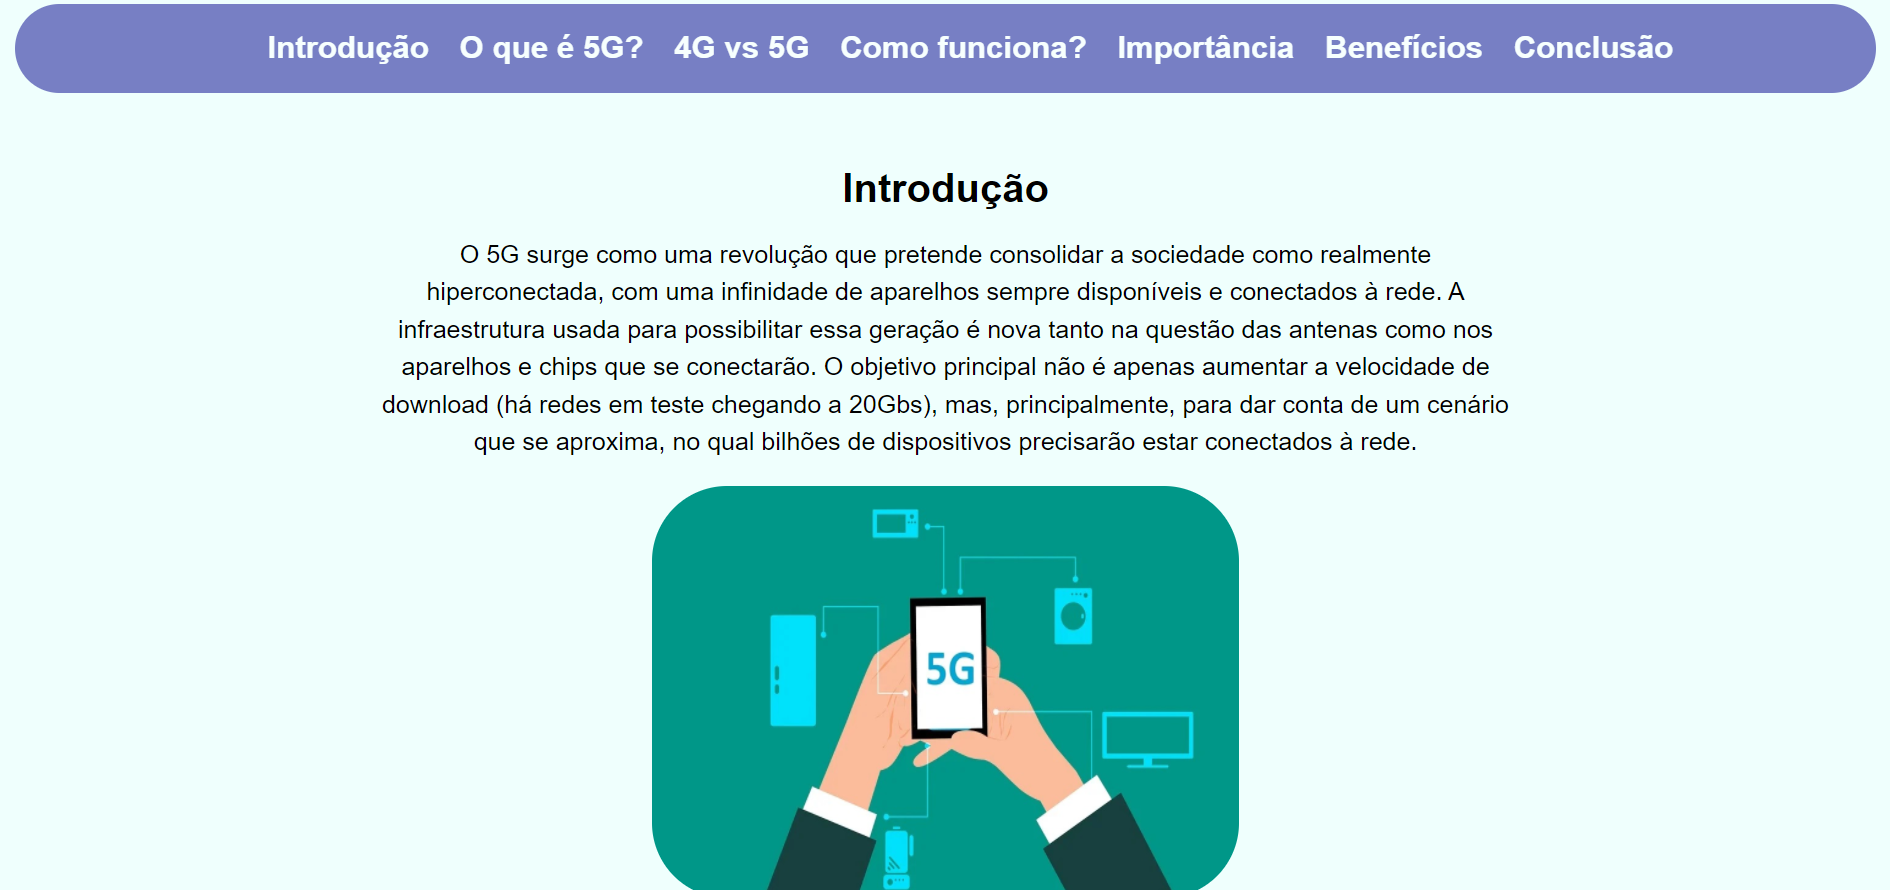 Introdução O que é 5G? 4G vs 5G Como funciona? Importância Benefícios Conclusão
Introdução
O 5G surge como uma revolução que pretende consolidar a sociedade como realmente
hiperconectada, com uma infinidade de aparelhos sempre disponíveis e conectados à rede. A
infraestrutura usada para possibilitar essa geração é nova tanto na questão das antenas como nos
aparelhos e chips que se conectarão. O objetivo principal não é apenas aumentar a velocidade de
download (há redes em teste chegando a 20Gbs), mas, principalmente, para dar conta de um cenário
que se aproxima, no qual bilhões de dispositivos precisarão estar conectados à rede.
5G